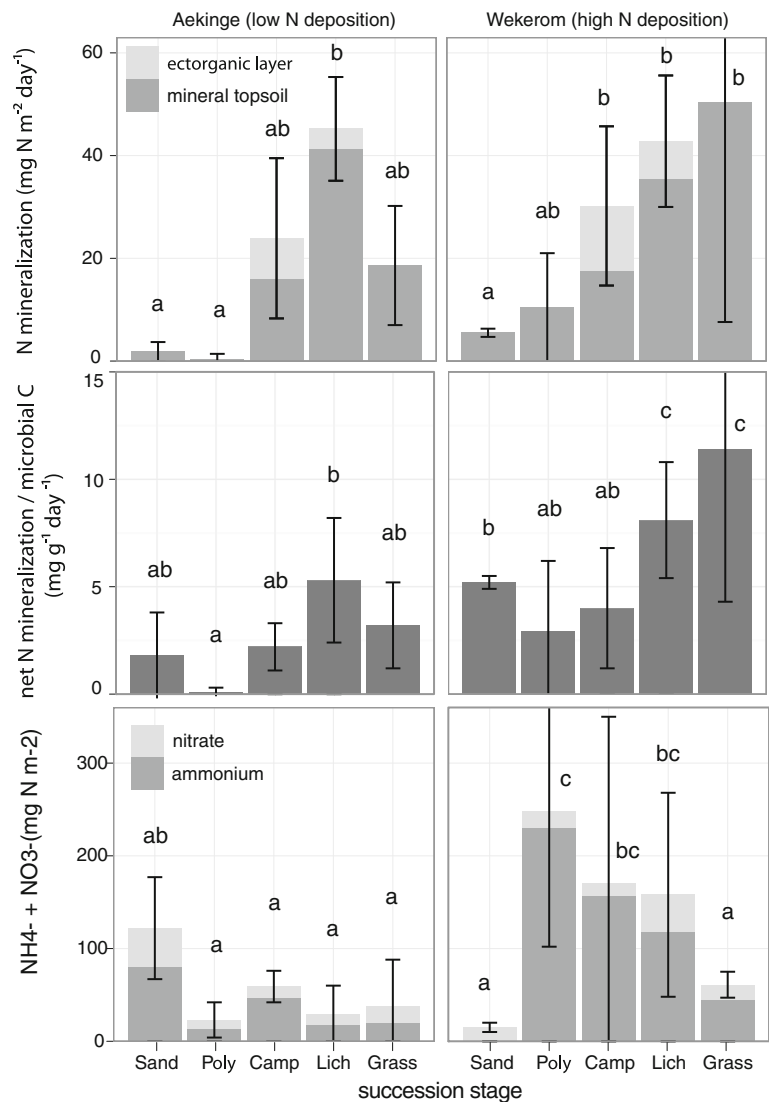 Aekinge (low N deposition)
Wekerom (high N deposition)
N mineralization (mg N m⁻² day⁻¹)
60
40
20
0
ectorganic layer
mineral topsoil
a
a
ab
b
ab
a
ab
b
b
b
net N mineralization / microbial C
(mg g⁻¹ day⁻¹)
15
10
5
0
ab
a
ab
b
ab
b
ab
ab
c
c
NH4- + NO3-(mg N m-2)
300
200
100
0
nitrate
ammonium
ab
a
a
a
a
a
c
bc
bc
a
Sand Poly Camp Lich Grass
Sand Poly Camp Lich Grass
succession stage